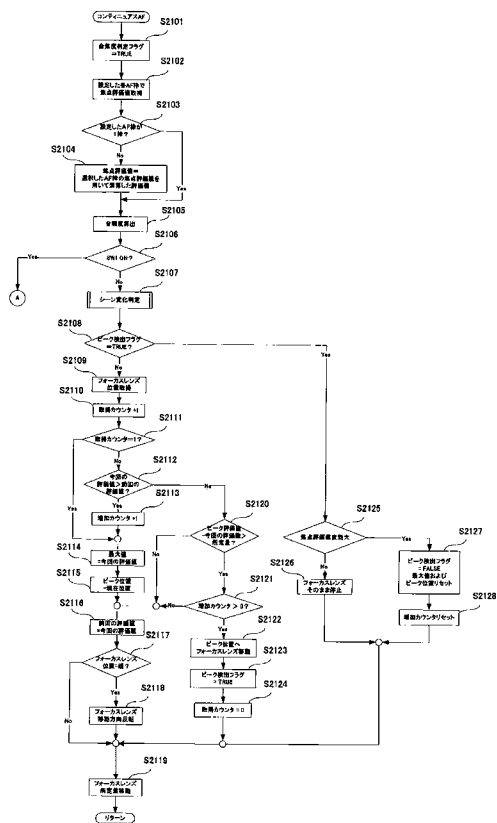 コンティニュアスAF
S2101
合焦度判定フラグ
＝TRUE
S2102
設定した各AF枠で
焦点評価値取得
S2103
設定したAF枠が
1枠？
S2104
No
Yes
焦点評価値＝
選択したAF枠の焦点評価値を
用いて演算した評価値
S2105
S2106
SW1 ON？
Yes
A
No
S2107
シーン変化判定
S2108
ピーク検出フラグ
＝TRUE？
Yes
No
S2109
フォーカスレンズ
位置取得
S2110
取得カウンタ+1
S2111
取得カウンタ=1？
No
Yes
S2112
今回の
評価値＞前回の
評価値？
No
Yes
S2113
増加カウンタ+1
S2114
最大値
＝今回の評価値
S2115
ピーク位置
＝現在位置
S2116
前回の評価値
＝今回の評価値
S2117
フォーカスレンズ
位置=端？
No
Yes
S2118
フォーカスレンズ
移動方向反転
S2119
フォーカスレンズ
所定量移動
リターン
S2120
ピーク評価値
-今回の評価値＞
所定量？
No
Yes
S2121
増加カウンタ＞0？
No
Yes
S2122
ピーク位置へ
フォーカスレンズ移動
S2123
ピーク検出フラグ
＝TRUE
S2124
取得カウンタ=0
S2125
Yes
No
S2126
フォーカスレンズ
そのまま停止
S2127
ピーク検出フラグ
＝FALSE
最大値および
ピーク位置リセット
S2128
増加カウンタリセット